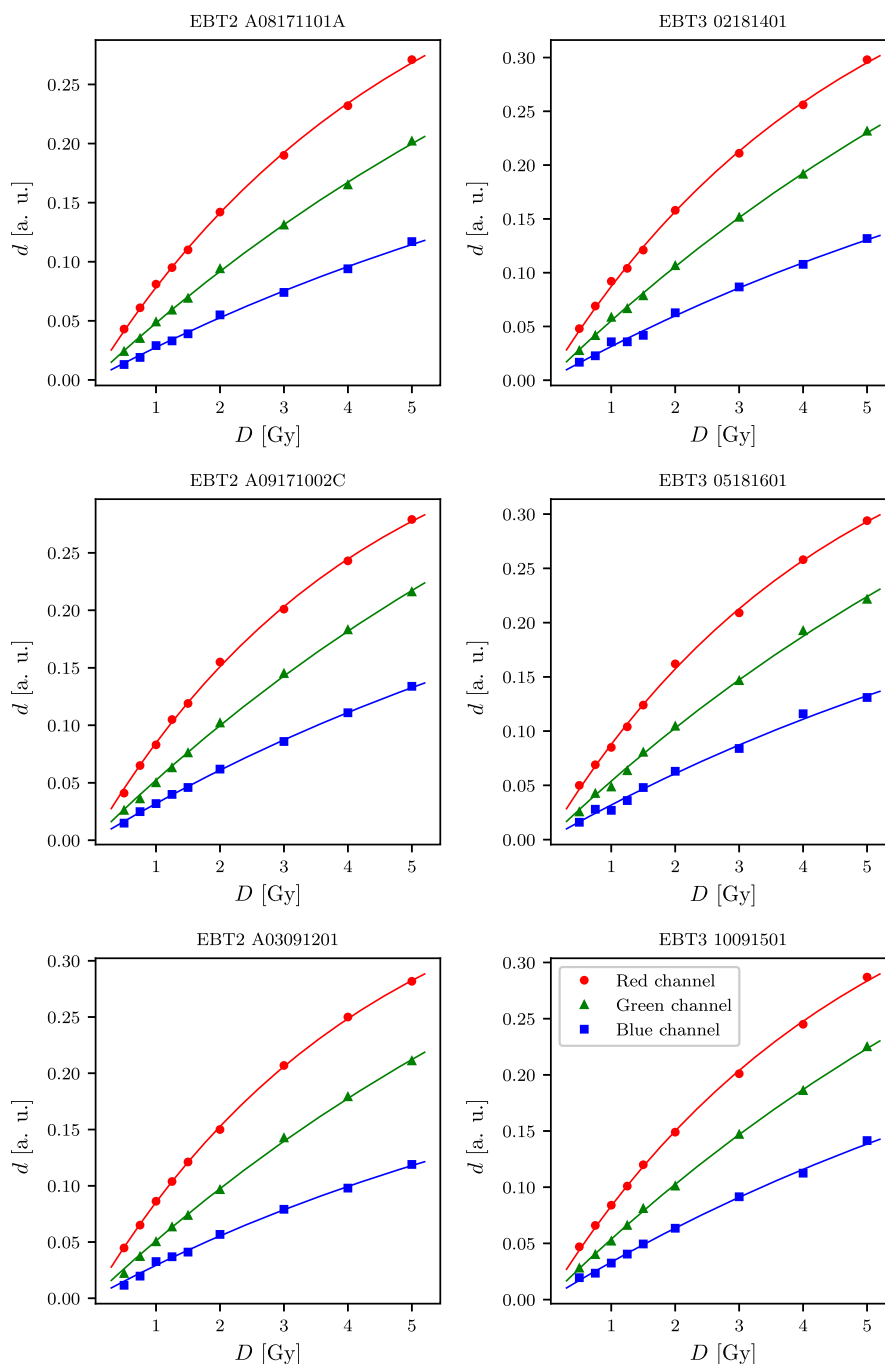 EBT2 A08171101A
0.25
0.20
0.15
0.10
0.05
0.00
d [a. u.]
1 2 3 4 5
D [Gy]
EBT3 02181401
0.30
0.25
0.20
0.15
0.10
0.05
0.00
d [a. u.]
1 2 3 4 5
D [Gy]
EBT2 A09171002C
0.25
0.20
0.15
0.10
0.05
0.00
d [a. u.]
1 2 3 4 5
D [Gy]
EBT3 05181601
0.30
0.25
0.20
0.15
0.10
0.05
0.00
d [a. u.]
1 2 3 4 5
D [Gy]
EBT2 A03091201
0.30
0.25
0.20
0.15
0.10
0.05
0.00
d [a. u.]
1 2 3 4 5
D [Gy]
EBT3 10091501
Red channel
Green channel
Blue channel
0.30
0.25
0.20
0.15
0.10
0.05
0.00
d [a. u.]
1 2 3 4 5
D [Gy]